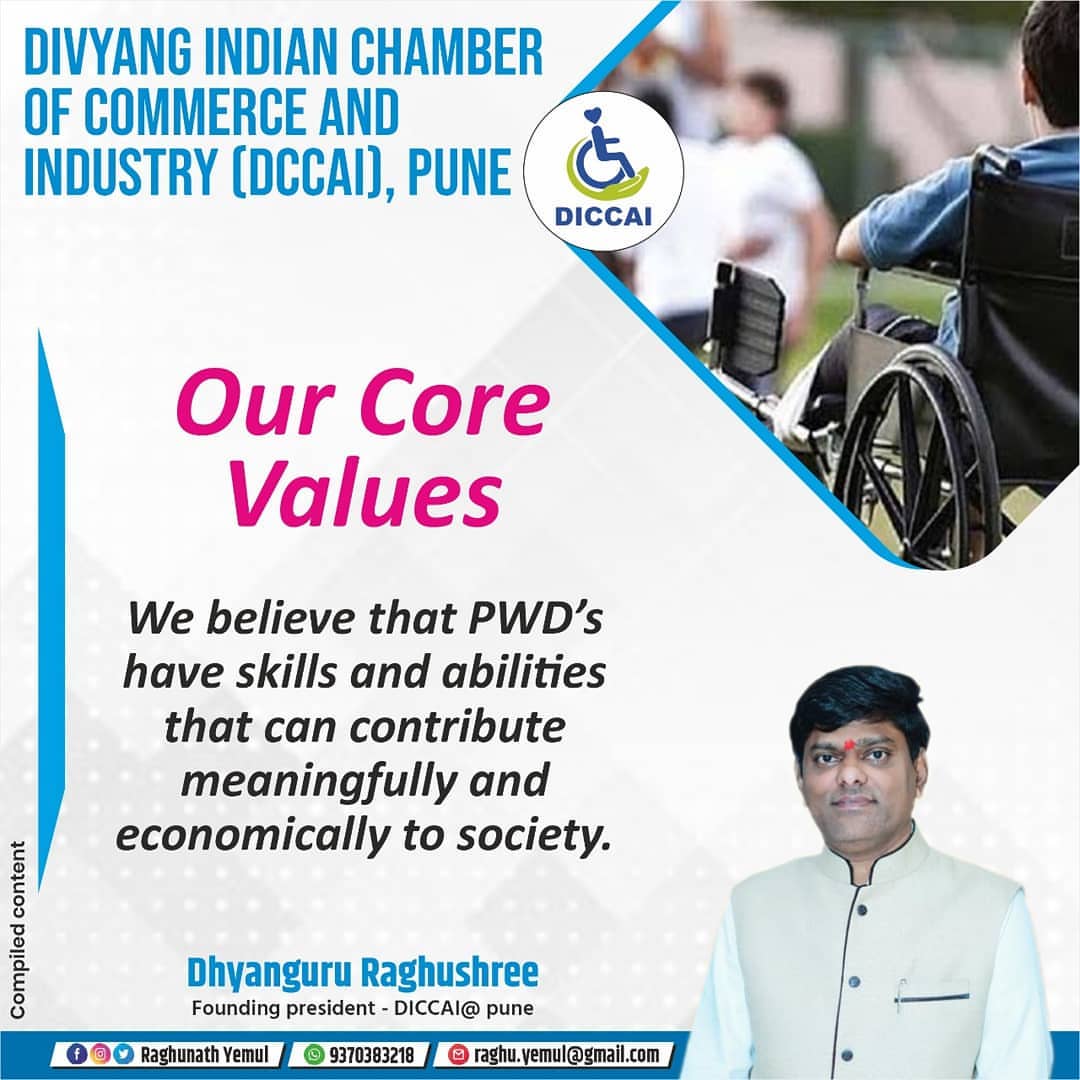 DIVYANG INDIAN CHAMBER
OF COMMERCE AND
INDUSTRY (DCCAI), PUNE
DICCAI
Our Core
Values
We believe that PWD's
have skills and abilities
that can contribute
meaningfully and
economically to society.
Compiled content
Dhyanguru Raghushree
Founding president - DICCAI@ pune
Raghunath Yemul
9370383218
raghu.yemul@gmail.com